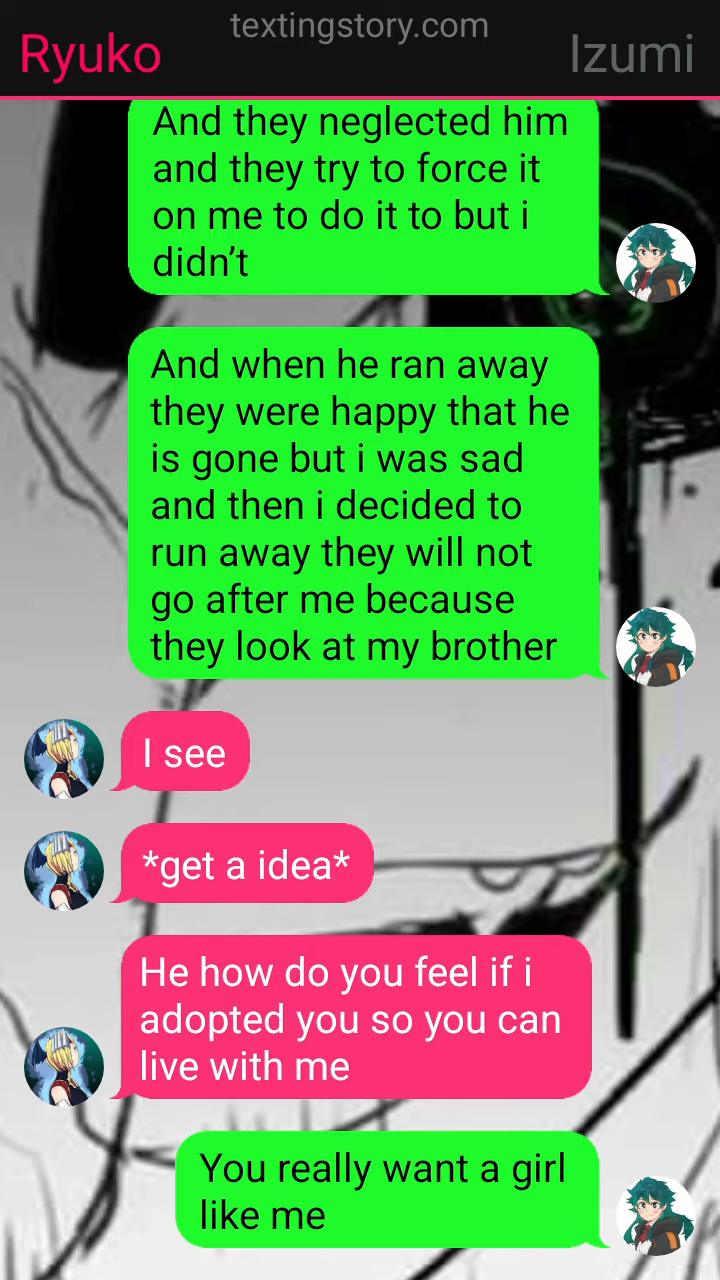 textingstory.com
Ryuko
Izumi
And they neglected him
and they try to force it
on me to do it to but i
didn’t
And when he ran away
they were happy that he
is gone but i was sad
and then i decided to
run away they will not
go after me because
they look at my brother
I see
*get a idea*
He how do you feel if i
adopted you so you can
live with me
You really want a girl
like me